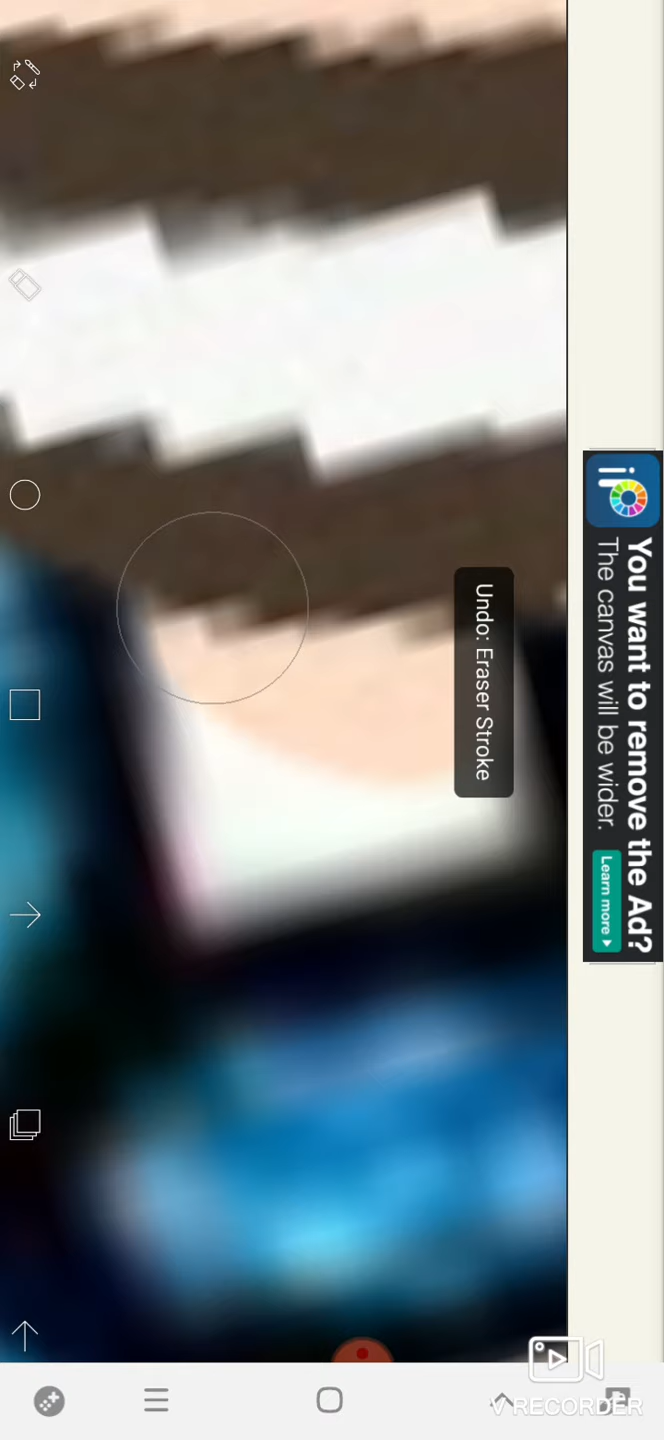 Undo: Eraser Stroke
You want to remove the Ad?
The canvas will be wider.
Learn more
V RECORDER